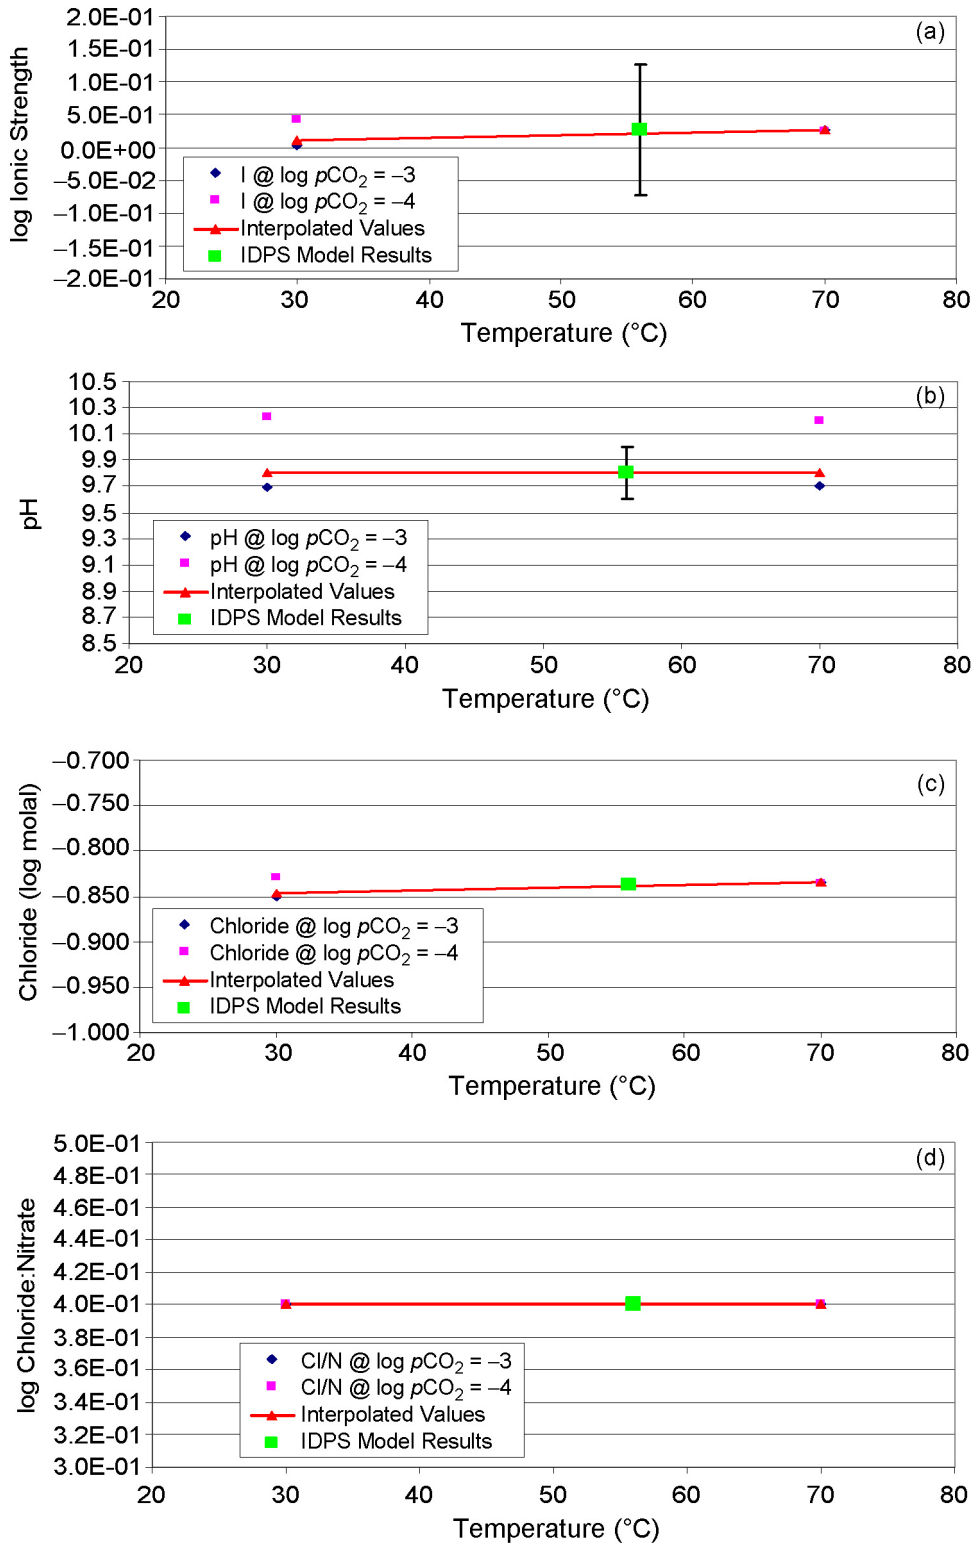 (a)
log Ionic Strength
2.0E-01
1.5E-01
1.0E-01
5.0E-01
0.0E+00
–5.0E-02
–1.0E-01
–1.5E-01
–2.0E-01
I @ log pCO2 = –3
I @ log pCO2 = –4
Interpolated Values
IDPS Model Results
20 30 40 50 60 70 80
Temperature (°C)
(b)
pH
10.5
10.3
10.1
9.9
9.7
9.5
9.3
9.1
8.9
8.7
8.5
pH @ log pCO2 = –3
pH @ log pCO2 = –4
Interpolated Values
IDPS Model Results
20 30 40 50 60 70 80
Temperature (°C)
(c)
Chloride (log molal)
–0.700
–0.750
–0.800
–0.850
–0.900
–0.950
–1.000
Chloride @ log pCO2 = –3
Chloride @ log pCO2 = –4
Interpolated Values
IDPS Model Results
20 30 40 50 60 70 80
Temperature (°C)
(d)
log Chloride:Nitrate
5.0E-01
4.8E-01
4.6E-01
4.4E-01
4.2E-01
4.0E-01
3.8E-01
3.6E-01
3.4E-01
3.2E-01
3.0E-01
Cl/N @ log pCO2 = –3
Cl/N @ log pCO2 = –4
Interpolated Values
IDPS Model Results
20 30 40 50 60 70 80
Temperature (°C)